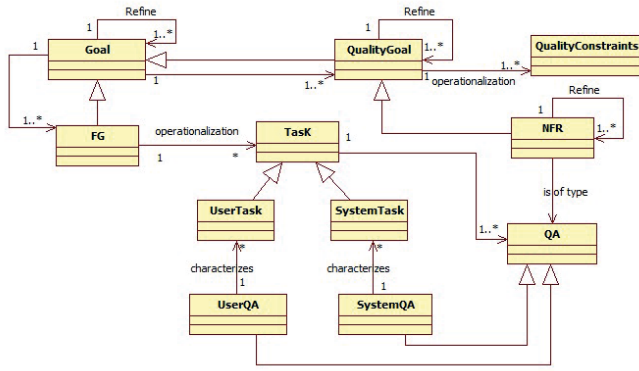 Refine
Refine
1
1
1
Goal
1..*
QualityGoal
1..*
QualityConstraints
1
1..*
1
operationalization
1..*
Refine
1
1..*
FG
operationalization
TasK
1
NFR
1..*
1
*
is of type
UserTask
SystemTask
1..*
QA
*
*
characterizes
characterizes
1
1
UserQA
SystemQA